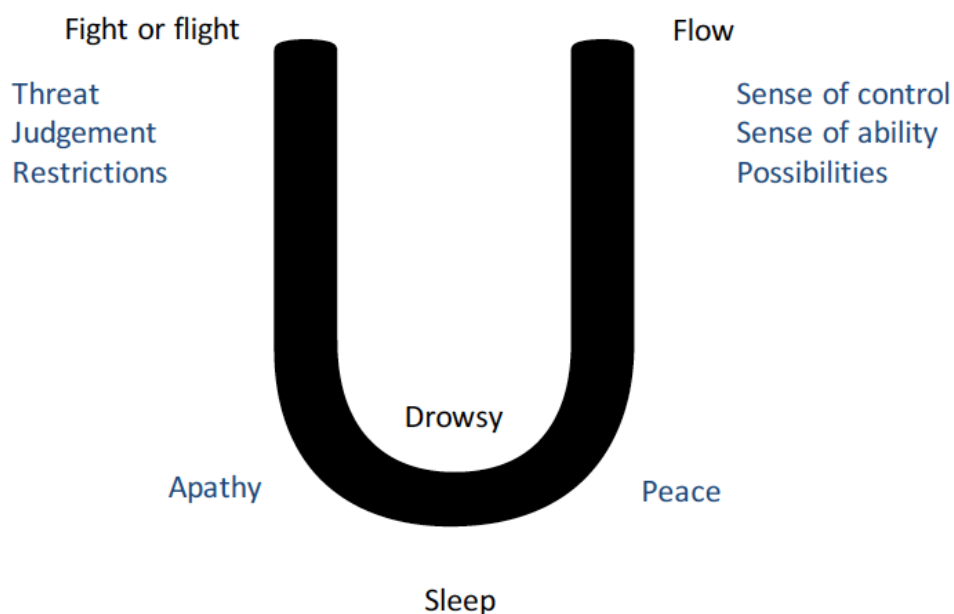 Fight or flight
Flow
Threat
Judgement
Restrictions
Sense of control
Sense of ability
Possibilities
Drowsy
Apathy
Peace
Sleep